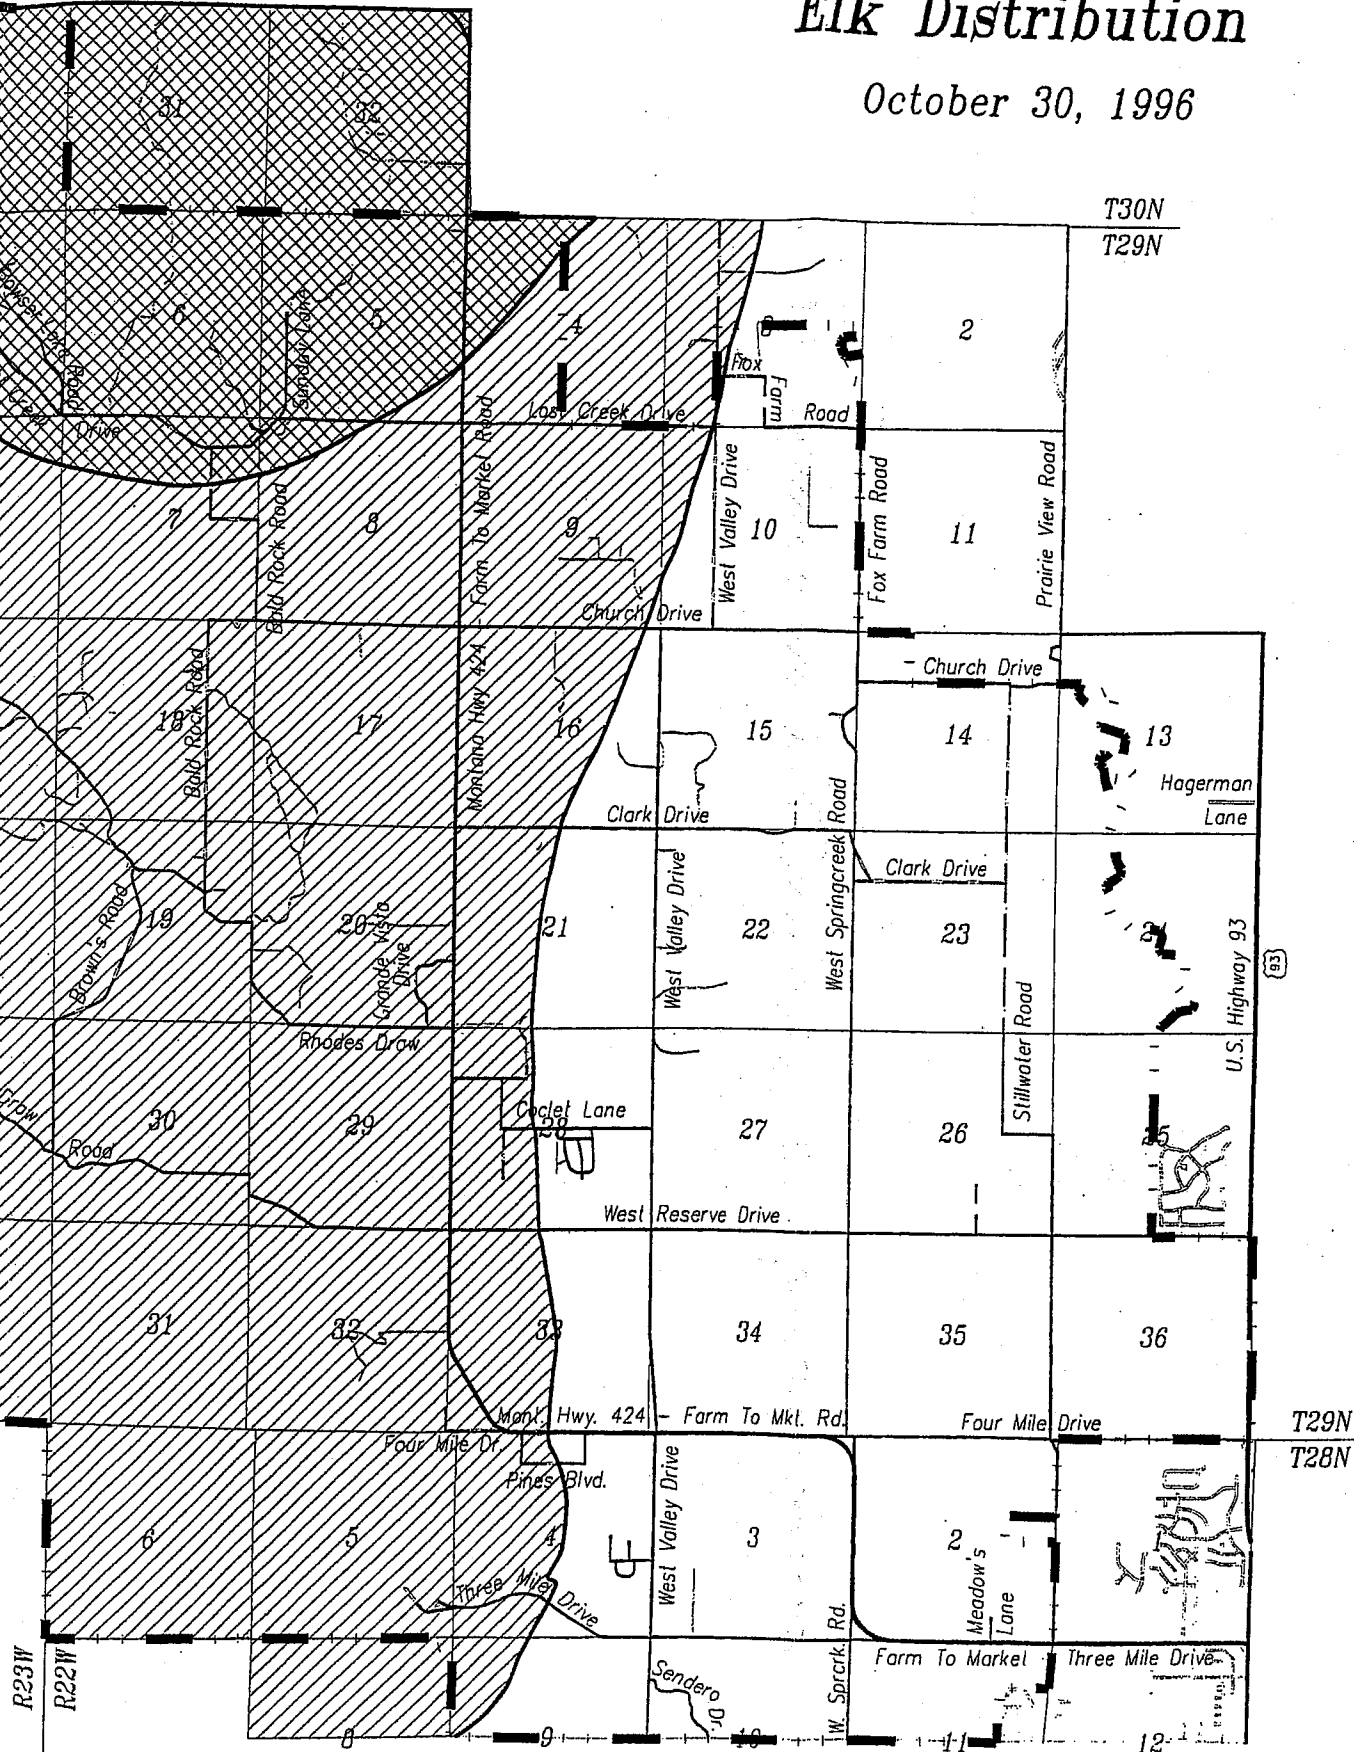 Elk Distribution
October 30, 1996
T30N
T29N
31
32
6
5
4
2
Sunday Lane
Road
Drive
Fox
Farm
Road
Lost Creek Drive
7
8
9
10
11
Bald Rock Road
Montana Hwy 424 - Farm To Market Road
West Valley Drive
Fox Farm Road
Prairie View Road
Church Drive
- Church Drive
18
17
16
15
14
13
Bald Rock Road
Hagerman
Lane
Clark Drive
West Springcreek Road
Clark Drive
19
20
21
22
23
24
Brown's Road
Grande Vista
Drive
West Valley Drive
Stillwater Road
U.S. Highway 93
93
Rhodes Draw
30
29
28
27
26
25
Road
Coclet Lane
West Reserve Drive
31
32
33
34
35
36
Mont. Hwy. 424 - Farm To Mkt. Rd.
Four Mile Drive
T29N
T28N
Four Mile Dr.
Pines Blvd.
6
5
4
3
2
West Valley Drive
Three Mile Drive
Meadow's
Lane
W. Sprcrk. Rd.
Farm To Market
Three Mile Drive
R23W
R22W
Sendero
Dr.
8
9
10
11
12